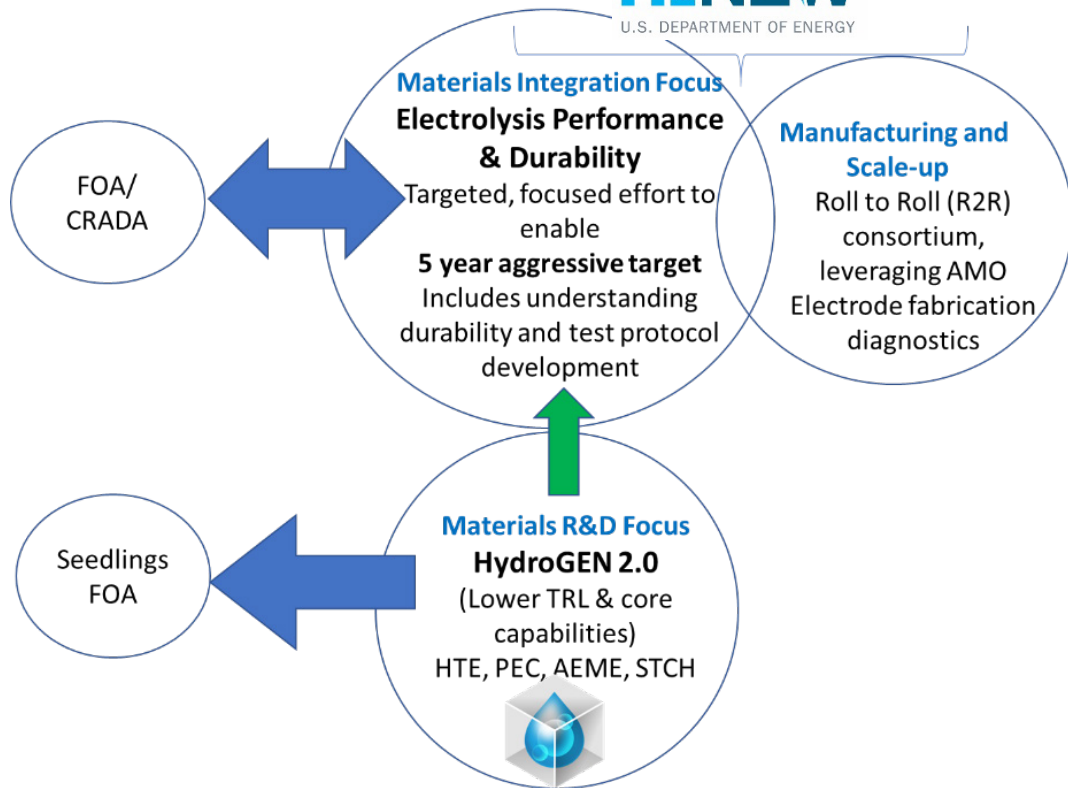 U.S. DEPARTMENT OF ENERGY
Materials Integration Focus
Electrolysis Performance
& Durability
Targeted, focused effort to
enable
5 year aggressive target
Includes understanding
durability and test protocol
development
Manufacturing and
Scale-up
Roll to Roll (R2R)
consortium,
leveraging AMO
Electrode fabrication
diagnostics
FOA/
CRADA
Materials R&D Focus
HydroGEN 2.0
(Lower TRL & core
capabilities)
HTE, PEC, AEME, STCH
Seedlings
FOA